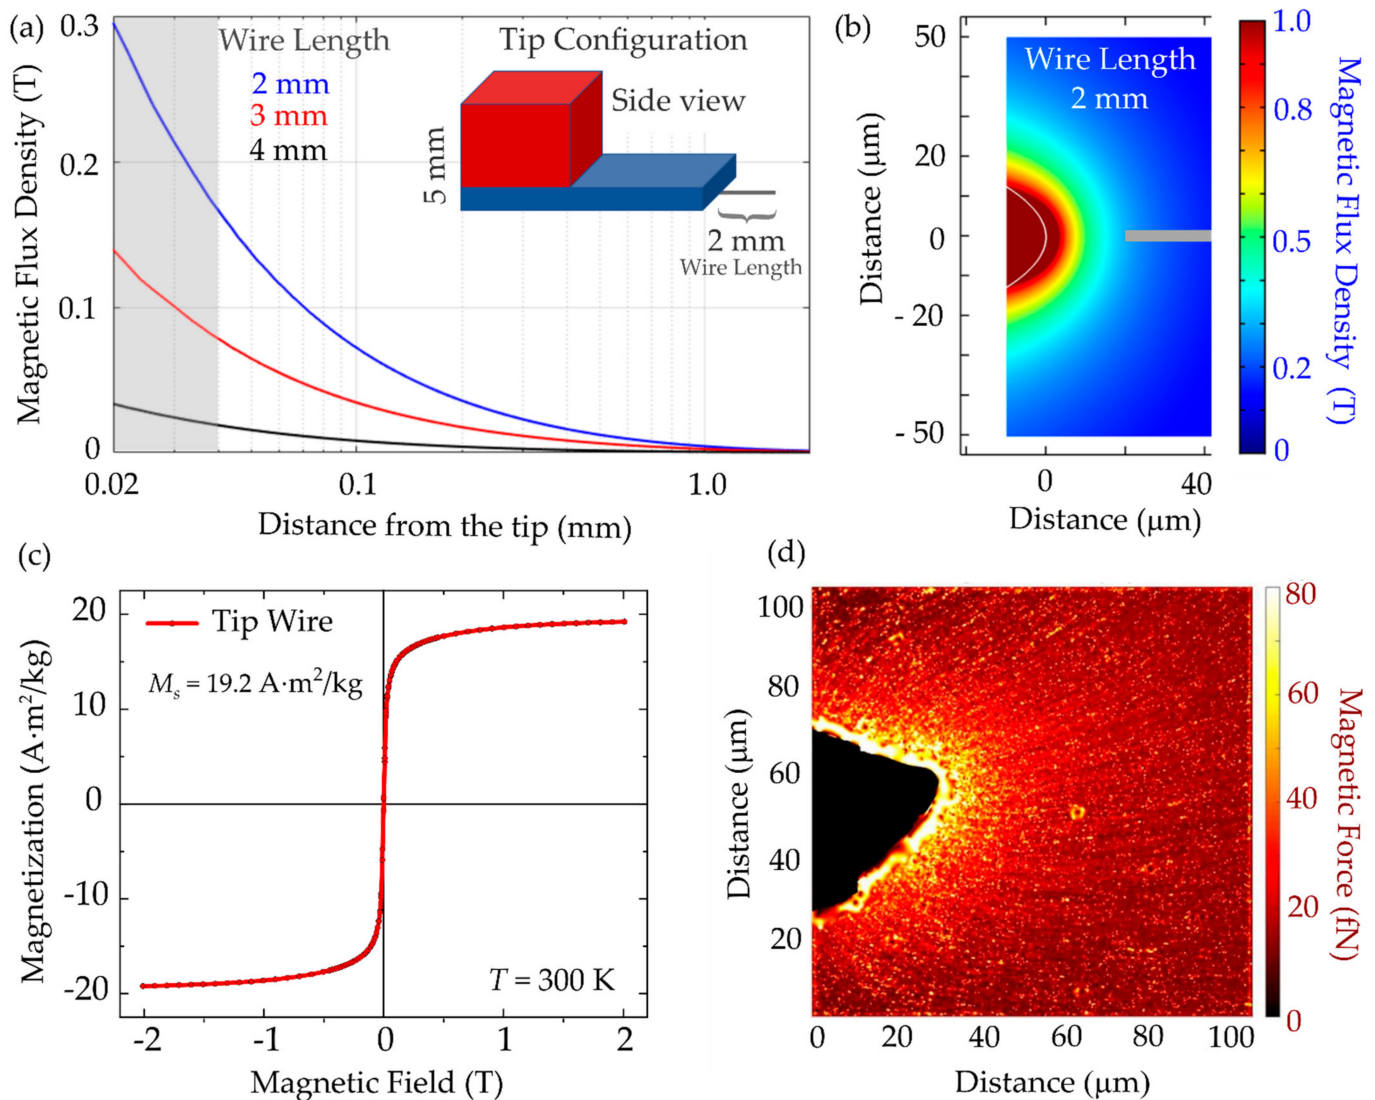 (a)
0.3
0.2
0.1
0
Magnetic Flux Density (T)
Wire Length
2 mm
3 mm
4 mm
Tip Configuration
Side view
5 mm
2 mm
Wire Length
0.02
0.1
1.0
Distance from the tip (mm)
(b)
50
20
0
- 20
- 50
Distance (µm)
Wire Length
2 mm
0
40
Distance (µm)
1.0
0.8
0.5
0.2
0
Magnetic Flux Density (T)
(c)
20
10
0
-10
-20
Magnetization (A·m²/kg)
Tip Wire
Mₛ = 19.2 A·m²/kg
T = 300 K
-2
-1
0
1
2
Magnetic Field (T)
(d)
100
80
60
40
20
Distance (µm)
0
20
40
60
80
100
Distance (µm)
80
60
40
20
0
Magnetic Force (fN)